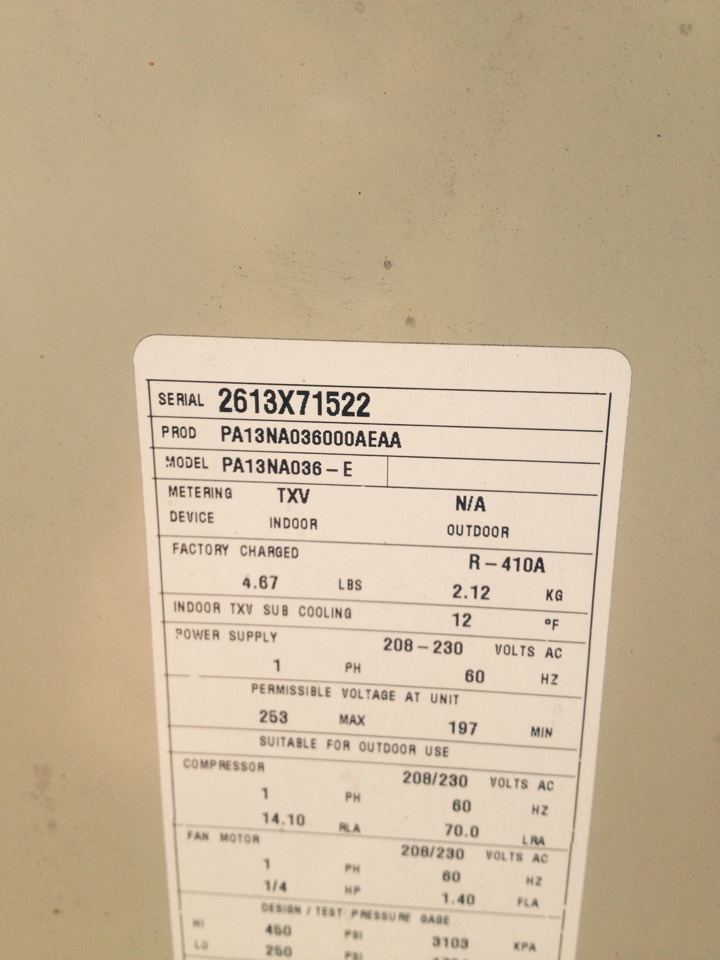 SERIAL 2613X71522
PROD PA13NA036000AEAA
MODEL PA13NA036-E
METERING DEVICE TXV INDOOR N/A OUTDOOR
FACTORY CHARGED R-410A
4.67 LBS 2.12 KG
INDOOR TXV SUB COOLING 12 °F
POWER SUPPLY 208-230 VOLTS AC
1 PH 60 HZ
PERMISSIBLE VOLTAGE AT UNIT
253 MAX 197 MIN
SUITABLE FOR OUTDOOR USE
COMPRESSOR 208/230 VOLTS AC
1 PH 60 HZ
14.10 RLA 70.0 LRA
FAN MOTOR 208/230 VOLTS AC
1 PH 60 HZ
1/4 HP 1.40 FLA
DESIGN / TEST PRESSURE GAGE
HI 450 PSI 3103 KPA
LO 250 PSI